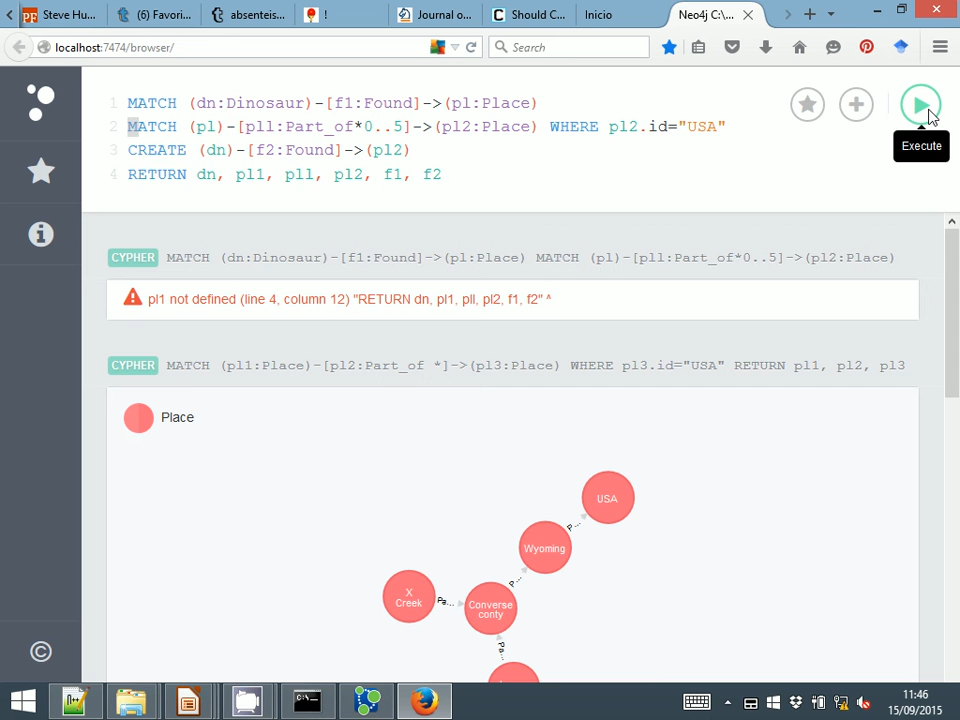 Steve Hu...
(6) Favori...
absenteis...
!
Journal o...
Should C...
Inicio
Neo4j C:\...
localhost:7474/browser/
Search
1 MATCH (dn:Dinosaur)-[f1:Found]->(pl:Place)
2 MATCH (pl)-[pll:Part_of*0..5]->(pl2:Place) WHERE pl2.id="USA"
3 CREATE (dn)-[f2:Found]->(pl2)
4 RETURN dn, pl1, pll, pl2, f1, f2
Execute
CYPHER MATCH (dn:Dinosaur)-[f1:Found]->(pl:Place) MATCH (pl)-[pll:Part_of*0..5]->(pl2:Place)
pl1 not defined (line 4, column 12) "RETURN dn, pl1, pll, pl2, f1, f2" ^
CYPHER MATCH (pl1:Place)-[pl2:Part_of *]->(pl3:Place) WHERE pl3.id="USA" RETURN pl1, pl2, pl3
Place
USA
P...
Wyoming
P...
X
Creek
Pa...
Converse
conty
Pa...
11:46
15/09/2015